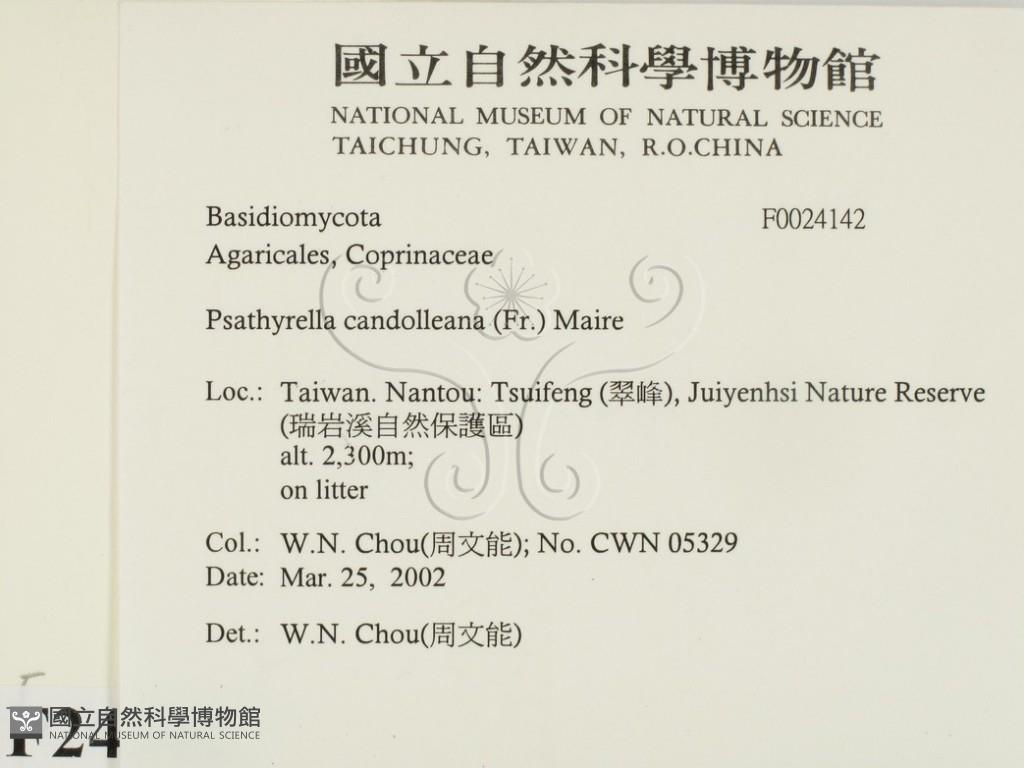 國立自然科學博物館
NATIONAL MUSEUM OF NATURAL SCIENCE
TAICHUNG, TAIWAN, R.O.CHINA
Basidiomycota F0024142
Agaricales, Coprinaceae
Psathyrella candolleana (Fr.) Maire
Loc.: Taiwan. Nantou: Tsuifeng (翠峰), Juiyenhsi Nature Reserve
(瑞岩溪自然保護區)
alt. 2,300m;
on litter
Col.: W.N. Chou(周文能); No. CWN 05329
Date: Mar. 25, 2002
Det.: W.N. Chou(周文能)
F24
國立自然科學博物館
NATIONAL MUSEUM OF NATURAL SCIENCE